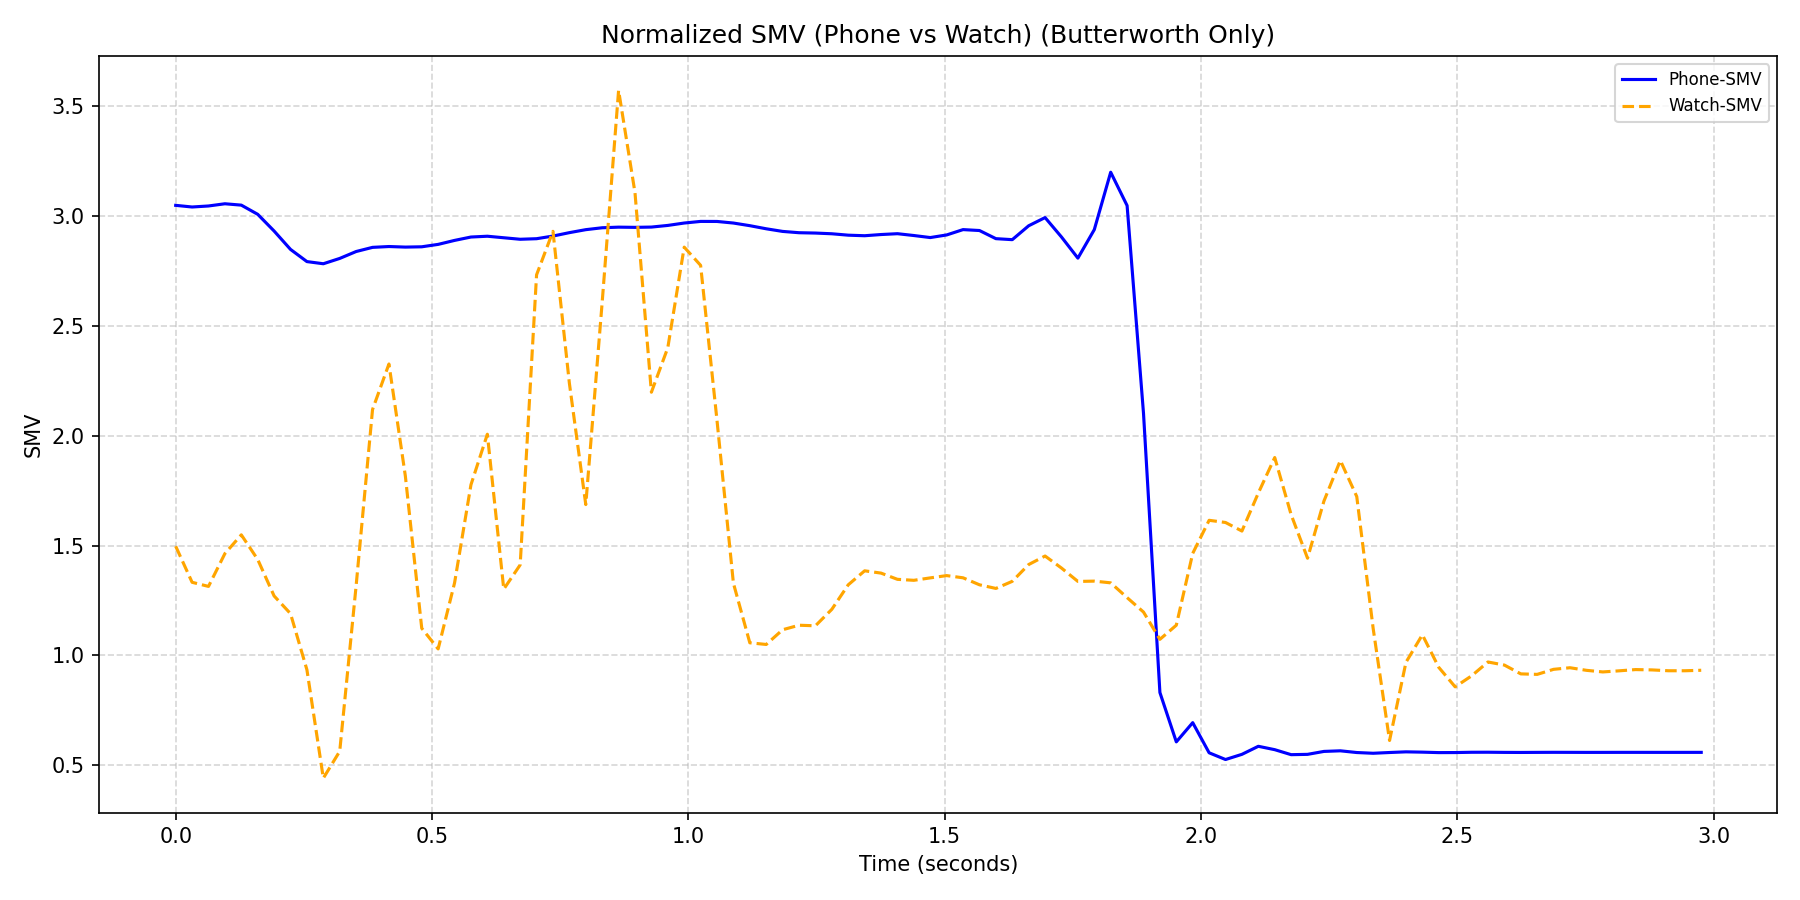 Normalized SMV (Phone vs Watch) (Butterworth Only)
Phone-SMV
Watch-SMV
SMV
3.5
3.0
2.5
2.0
1.5
1.0
0.5
0.0 0.5 1.0 1.5 2.0 2.5 3.0
Time (seconds)